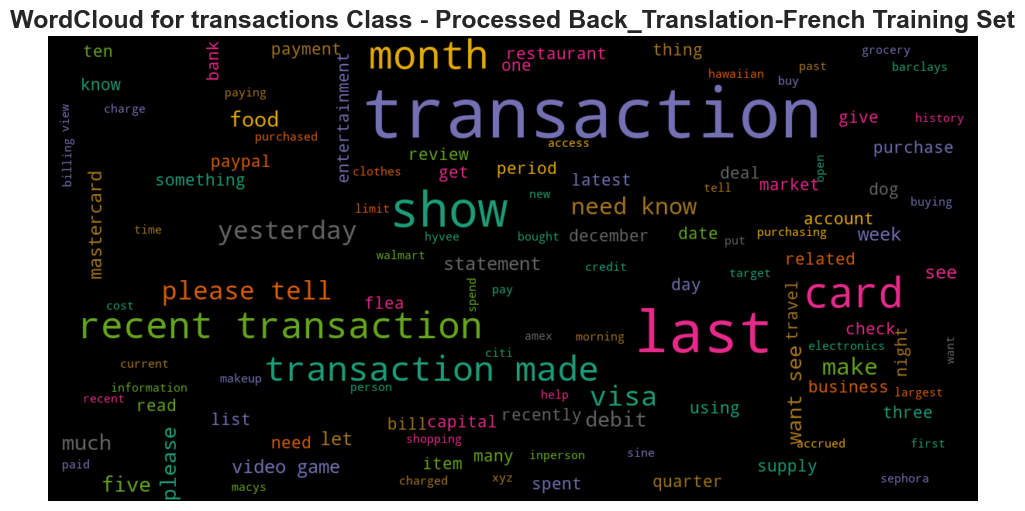 WordCloud for transactions Class - Processed Back_Translation-French Training Set
ten
bank
payment
month
restaurant
one
thing
grocery
know
entertainment
hawaiian
past
buy
barclays
billing view
charge
paying
food
purchased
transaction
give
history
access
paypal
review
purchase
mastercard
something
clothes
get
period
latest
deal
tell
market
open
dog
buying
limit
show
new
need know
account
time
yesterday
hyvee
bought
december
date
put
purchasing
week
walmart
statement
credit
target
related
see
please tell
flea
spend
pay
day
travel
card
cost
recent transaction
amex
morning
last
check
electronics
night
want
citi
current
transaction made
want see
make
information
makeup
person
help
visa
business
largest
recent
read
list
bill
capital
recently
debit
using
three
much
please
need
let
shopping
many
inperson
sine
accrued
first
paid
video game
item
supply
five
macys
charged
xyz
spent
quarter
sephora